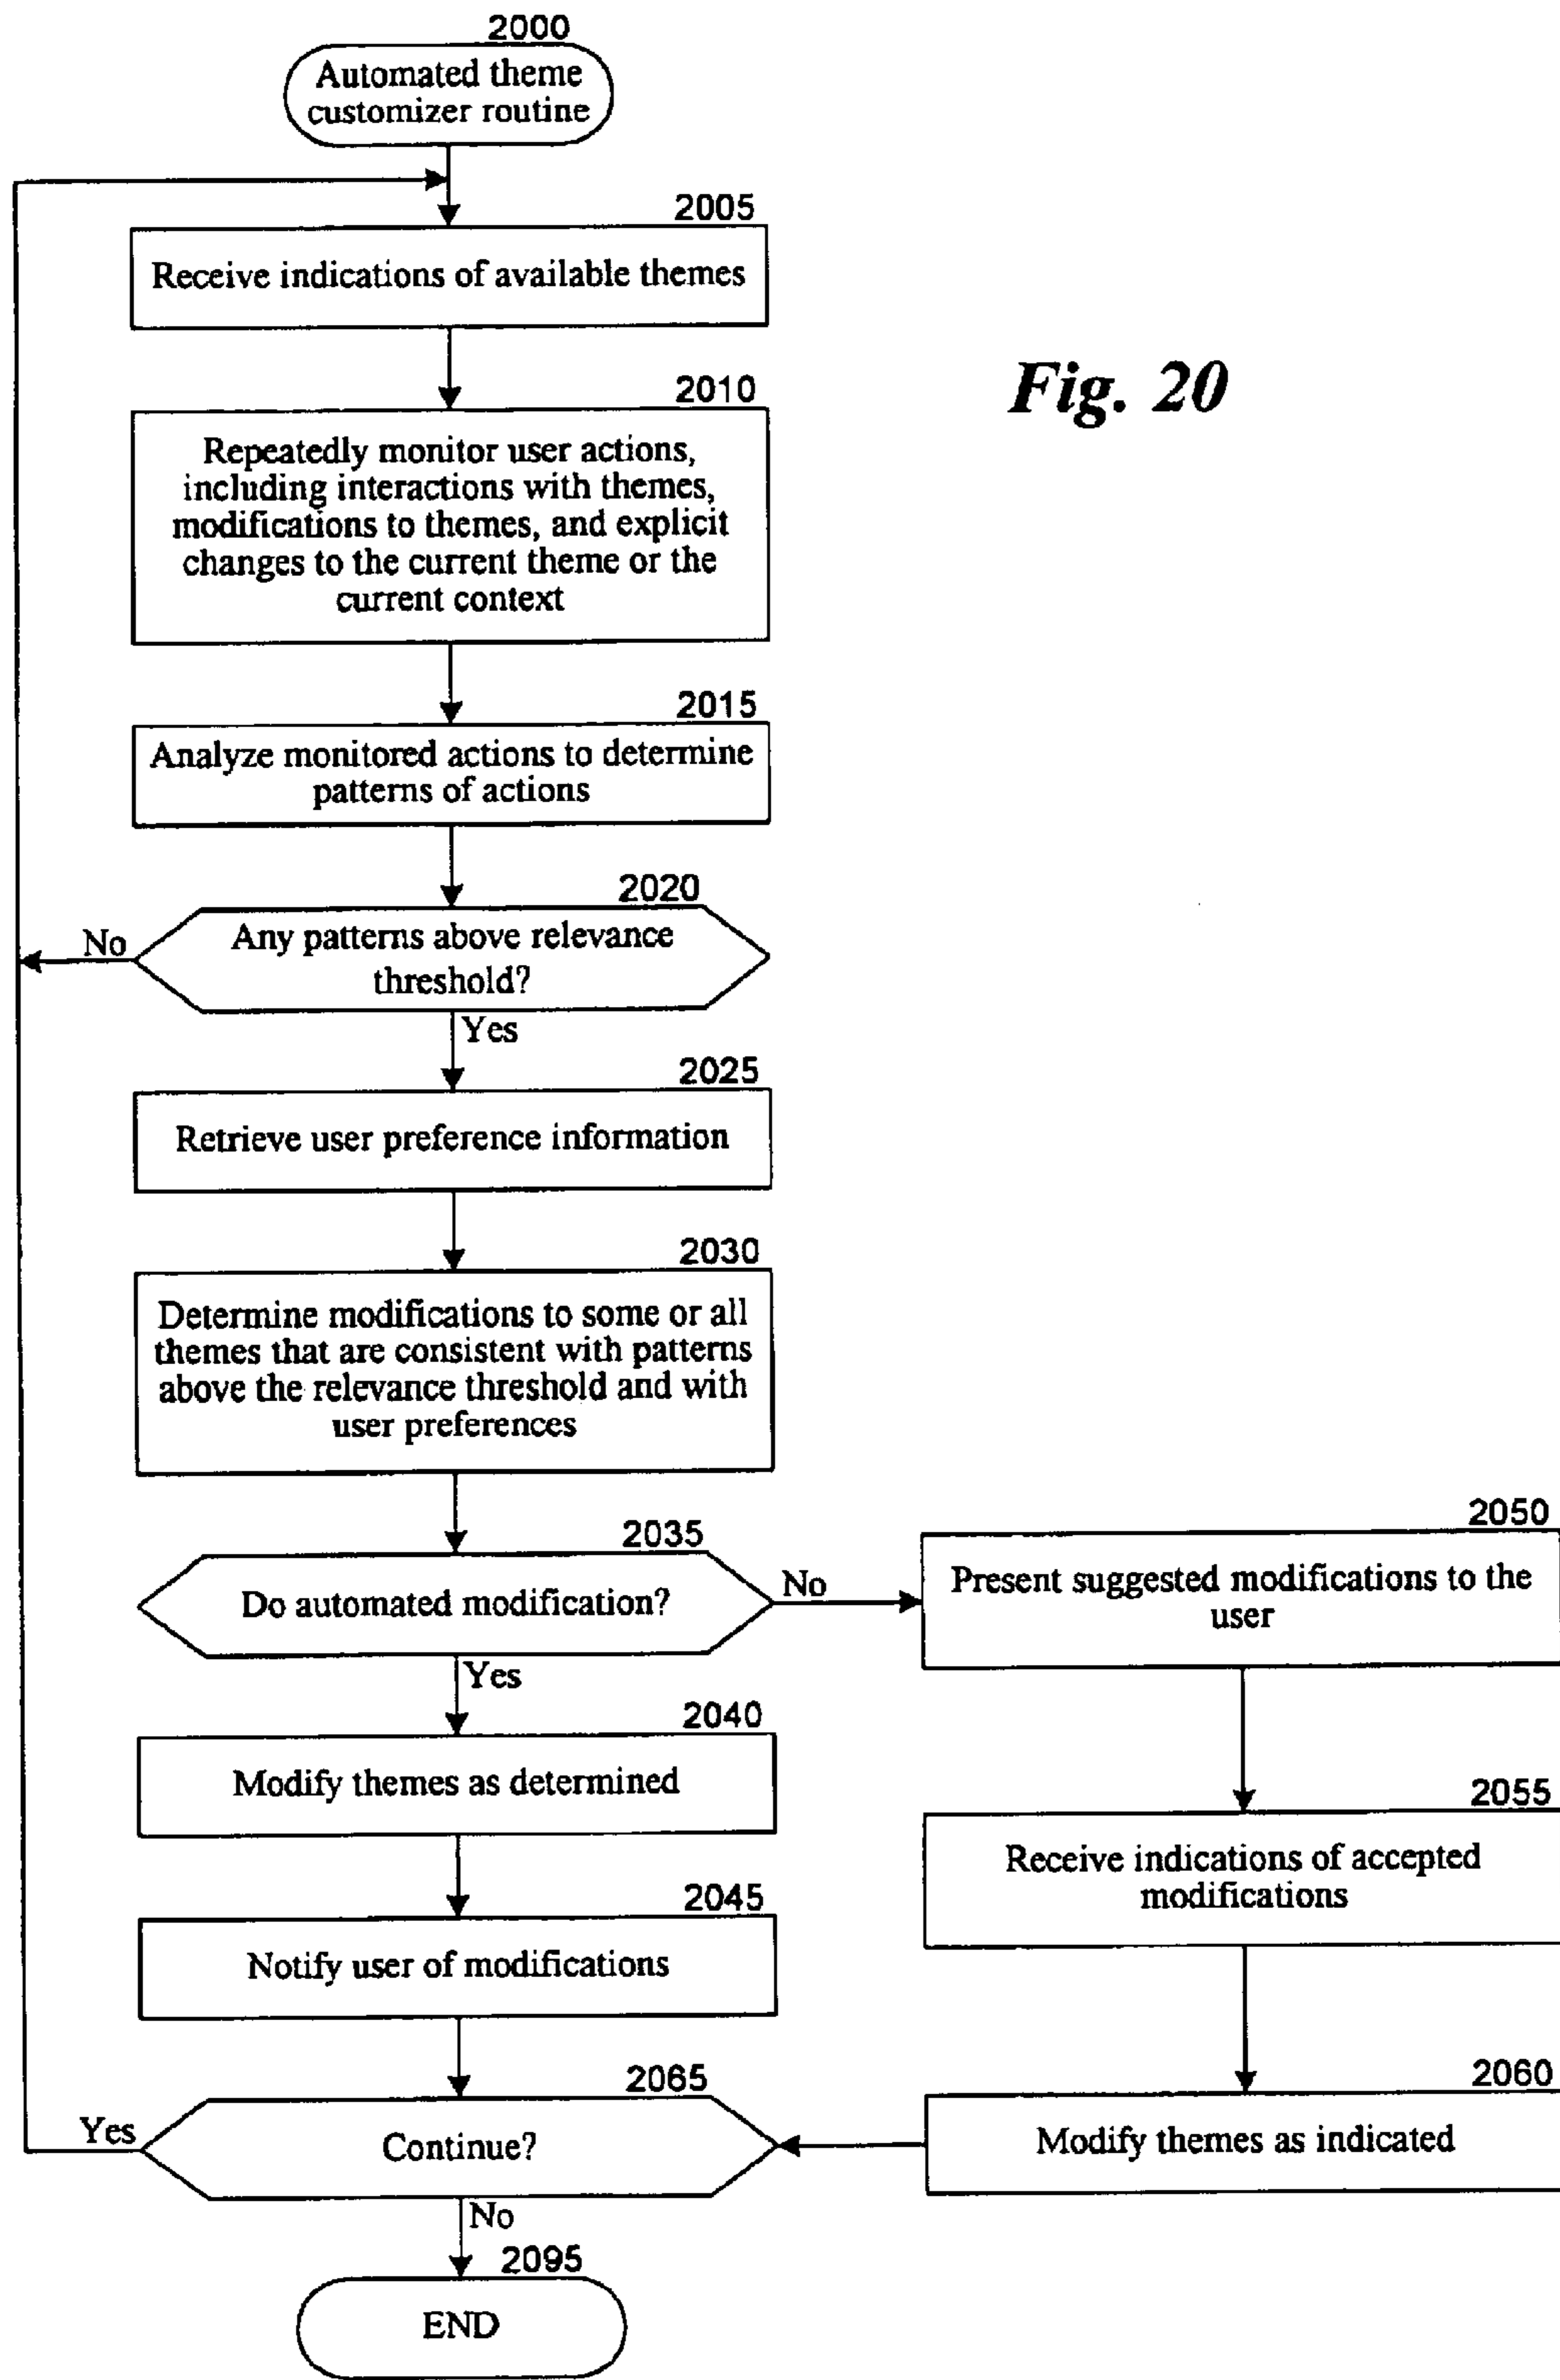 2000
Automated theme
customizer routine
2005
Receive indications of available themes
Fig. 20
2010
Repeatedly monitor user actions,
including interactions with themes,
modifications to themes, and explicit
changes to the current theme or the
current context
2015
Analyze monitored actions to determine
patterns of actions
2020
No
Any patterns above relevance
threshold?
Yes
2025
Retrieve user preference information
2030
Determine modifications to some or all
themes that are consistent with patterns
above the relevance threshold and with
user preferences
2035
Do automated modification?
No
Yes
2050
Present suggested modifications to the
user
2040
Modify themes as determined
2055
Receive indications of accepted
modifications
2045
Notify user of modifications
2065
Yes
Continue?
No
2060
Modify themes as indicated
2095
END